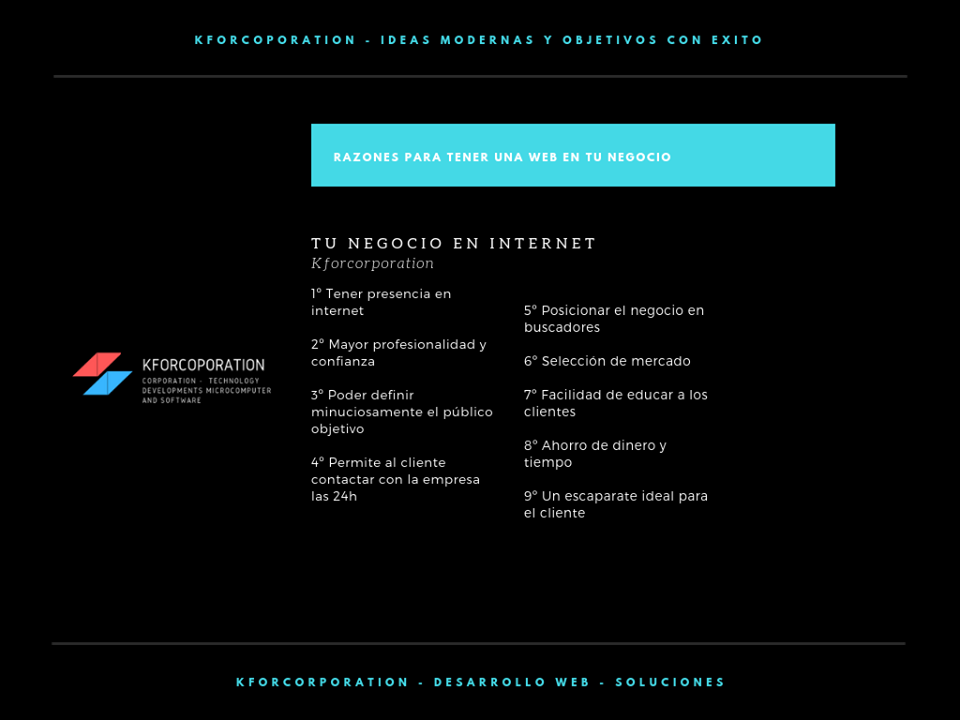 KFORCOPORATION - IDEAS MODERNAS Y OBJETIVOS CON EXITO
RAZONES PARA TENER UNA WEB EN TU NEGOCIO
TU NEGOCIO EN INTERNET
Kforcorporation
1º Tener presencia en
internet
2º Mayor profesionalidad y
confianza
3º Poder definir
minuciosamente el público
objetivo
4º Permite al cliente
contactar con la empresa
las 24h
5º Posicionar el negocio en
buscadores
6º Selección de mercado
7º Facilidad de educar a los
clientes
8º Ahorro de dinero y
tiempo
9º Un escaparate ideal para
el cliente
KFORCOPORATION
CORPORATION - TECHNOLOGY
DEVELOPMENTS MICROCOMPUTER
AND SOFTWARE
KFORCORPORATION - DESARROLLO WEB - SOLUCIONES